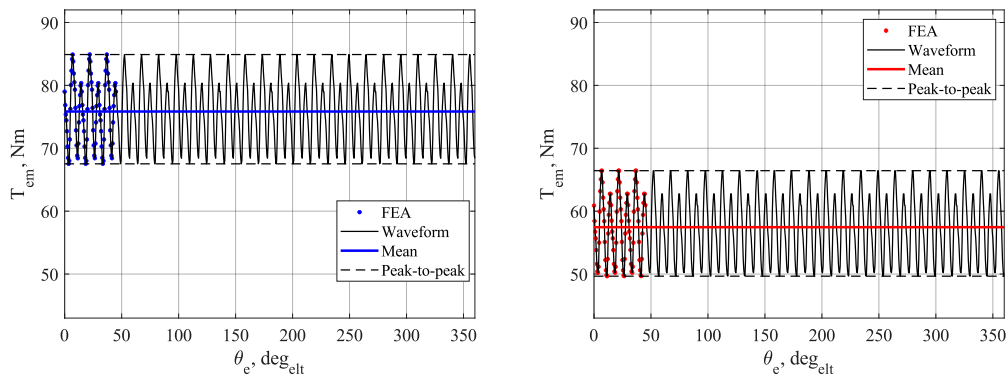 90
80
70
60
50
T_em, Nm
0 50 100 150 200 250 300 350
θ_e, deg_elt
FEA
Waveform
Mean
Peak-to-peak
90
80
70
60
50
T_em, Nm
0 50 100 150 200 250 300 350
θ_e, deg_elt
FEA
Waveform
Mean
Peak-to-peak